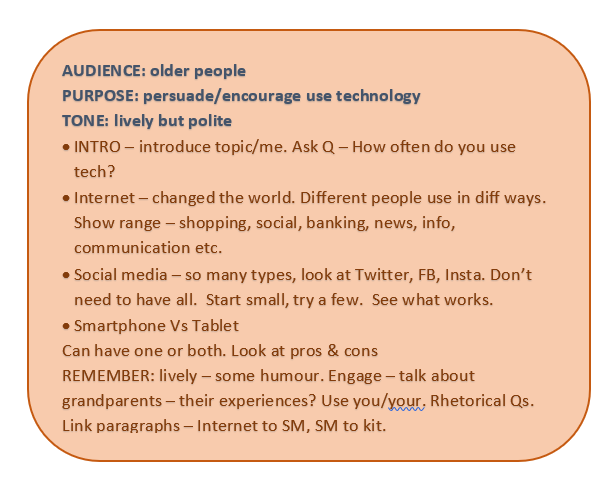 AUDIENCE: older people
PURPOSE: persuade/encourage use technology
TONE: lively but polite
• INTRO – introduce topic/me. Ask Q – How often do you use
tech?
• Internet – changed the world. Different people use in diff ways.
Show range – shopping, social, banking, news, info,
communication etc.
• Social media – so many types, look at Twitter, FB, Insta. Don’t
need to have all.  Start small, try a few.  See what works.
• Smartphone Vs Tablet
Can have one or both. Look at pros & cons
REMEMBER: lively – some humour. Engage – talk about
grandparents – their experiences? Use you/your. Rhetorical Qs.
Link paragraphs – Internet to SM, SM to kit.